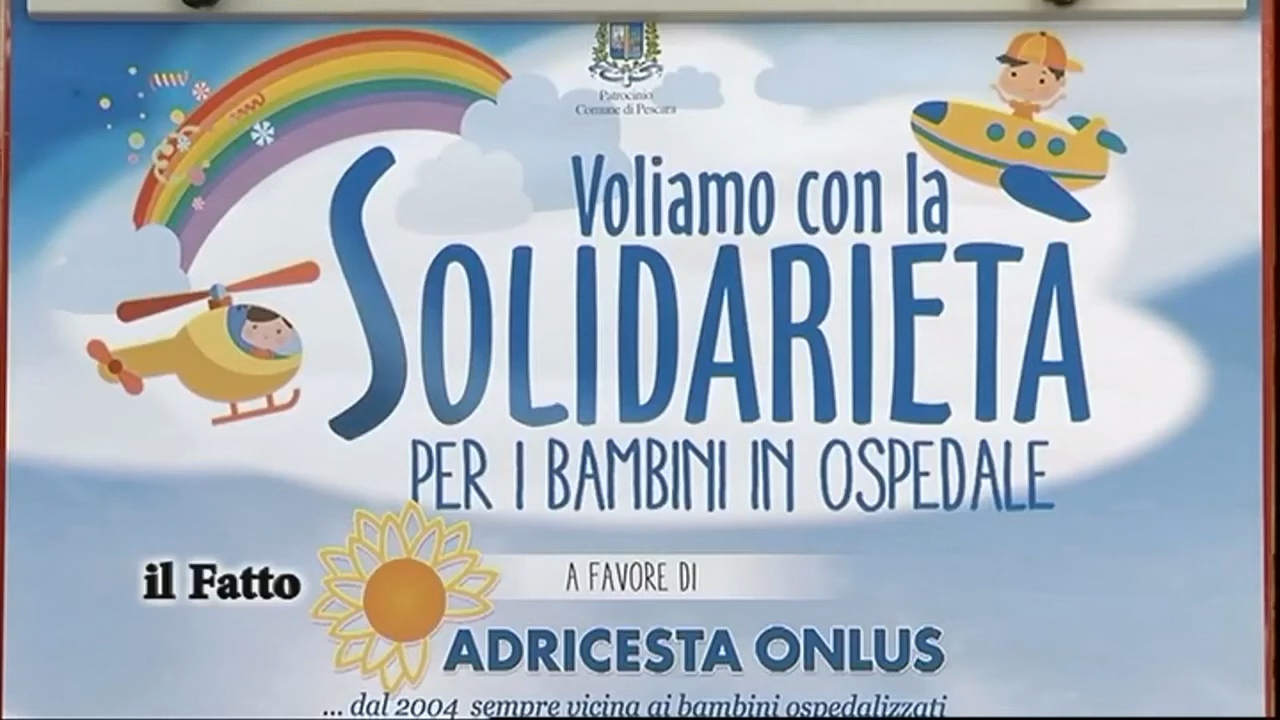 Patrocinio
Comune di Pescara
Voliamo con la
SOLIDARIETÀ
PER I BAMBINI IN OSPEDALE
il Fatto
A FAVORE DI
ADRICESTA ONLUS
... dal 2004 sempre vicina ai bambini ospedalizzati